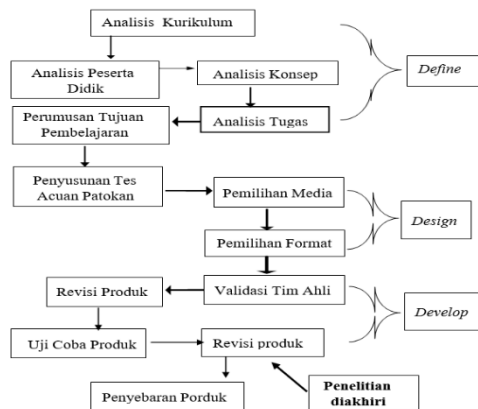 Analisis Kurikulum
Analisis Peserta
Didik
Analisis Konsep
Define
Perumusan Tujuan
Pembelajaran
Analisis Tugas
Penyusunan Tes
Acuan Patokan
Pemilihan Media
Design
Pemilihan Format
Revisi Produk
Validasi Tim Ahli
Develop
Uji Coba Produk
Revisi produk
Penyebaran Porduk
Penelitian
diakhiri